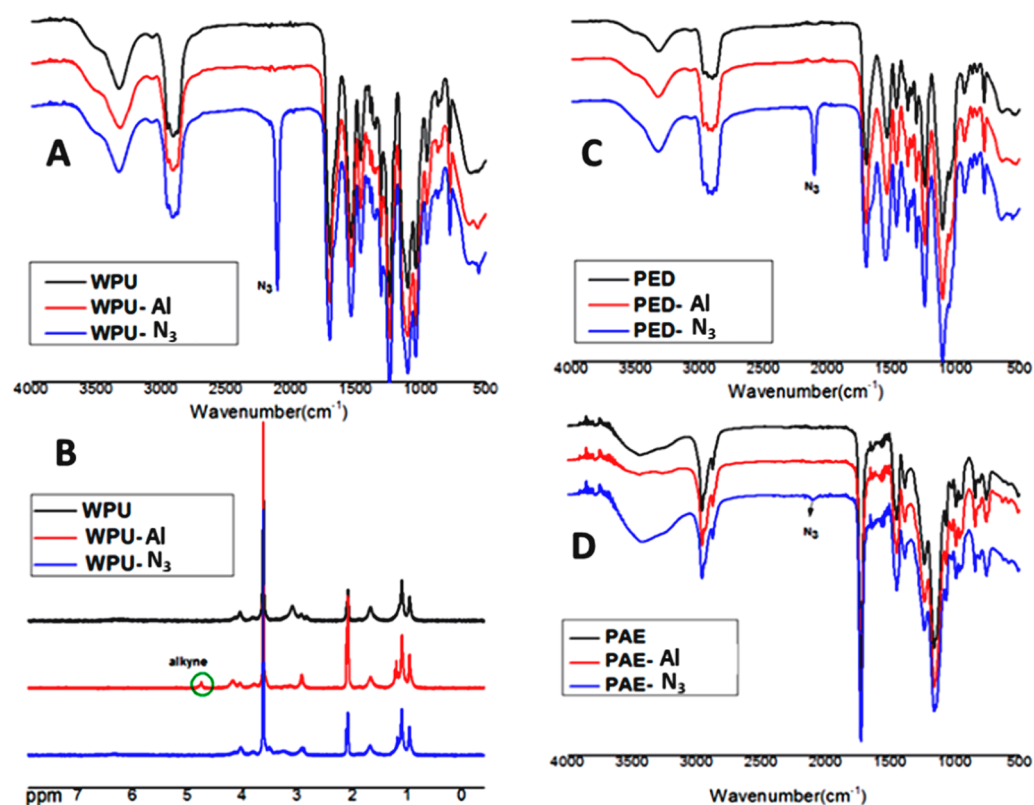 A
N3
WPU
WPU- Al
WPU- N3
4000 3500 3000 2500 2000 1500 1000 500
Wavenumber(cm-1)
B
WPU
WPU-Al
WPU- N3
alkyne
ppm 7 6 5 4 3 2 1 0
C
N3
PED
PED- Al
PED- N3
4000 3500 3000 2500 2000 1500 1000 500
Wavenumber(cm-1)
D
N3
PAE
PAE- Al
PAE- N3
4000 3500 3000 2500 2000 1500 1000 500
Wavenumber(cm-1)